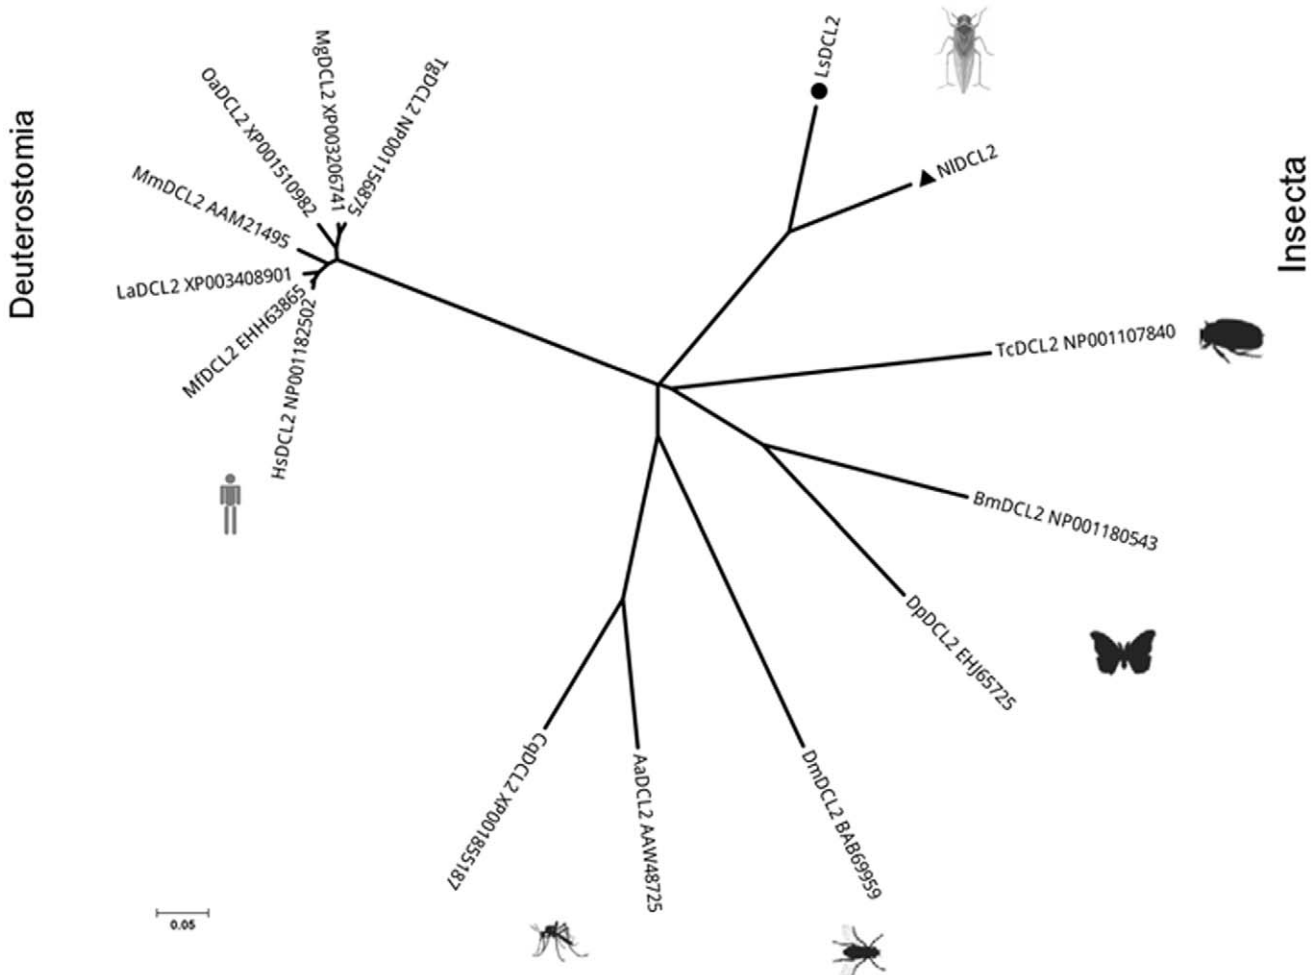 Deuterostomia
MgDCL2 XP003206741
TgDCL2 NP001156875
OaDCL2 XP001510982
MmDCL2 AAM21495
LaDCL2 XP003408901
MfDCL2 EHH63865
HsDCL2 NP001182502
LsDCL2
NlDCL2
Insecta
TcDCL2 NP001107840
BmDCL2 NP001180543
DpDCL2 EHJ65725
DmDCL2 BAB69959
AaDCL2 AAW48725
CqDCL2 XP001855187
0.05